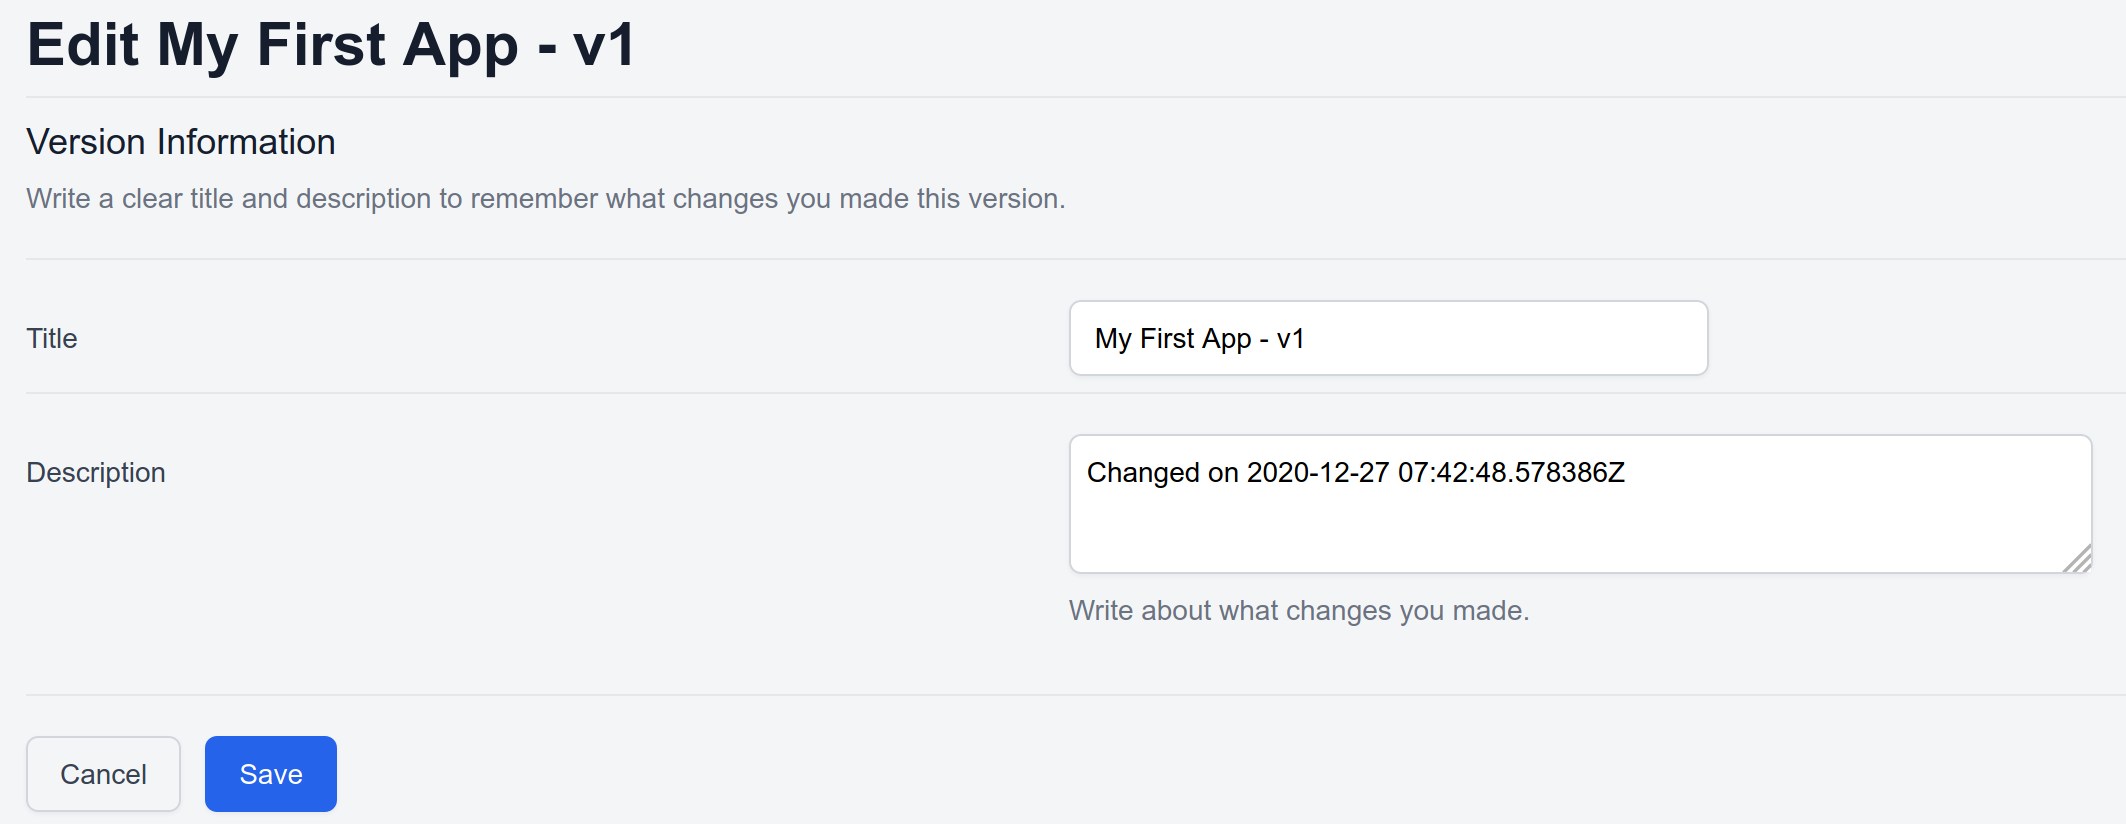 Edit My First App - v1
Version Information
Write a clear title and description to remember what changes you made this version.
Title
My First App - v1
Description
Changed on 2020-12-27 07:42:48.578386Z
Write about what changes you made.
Cancel
Save